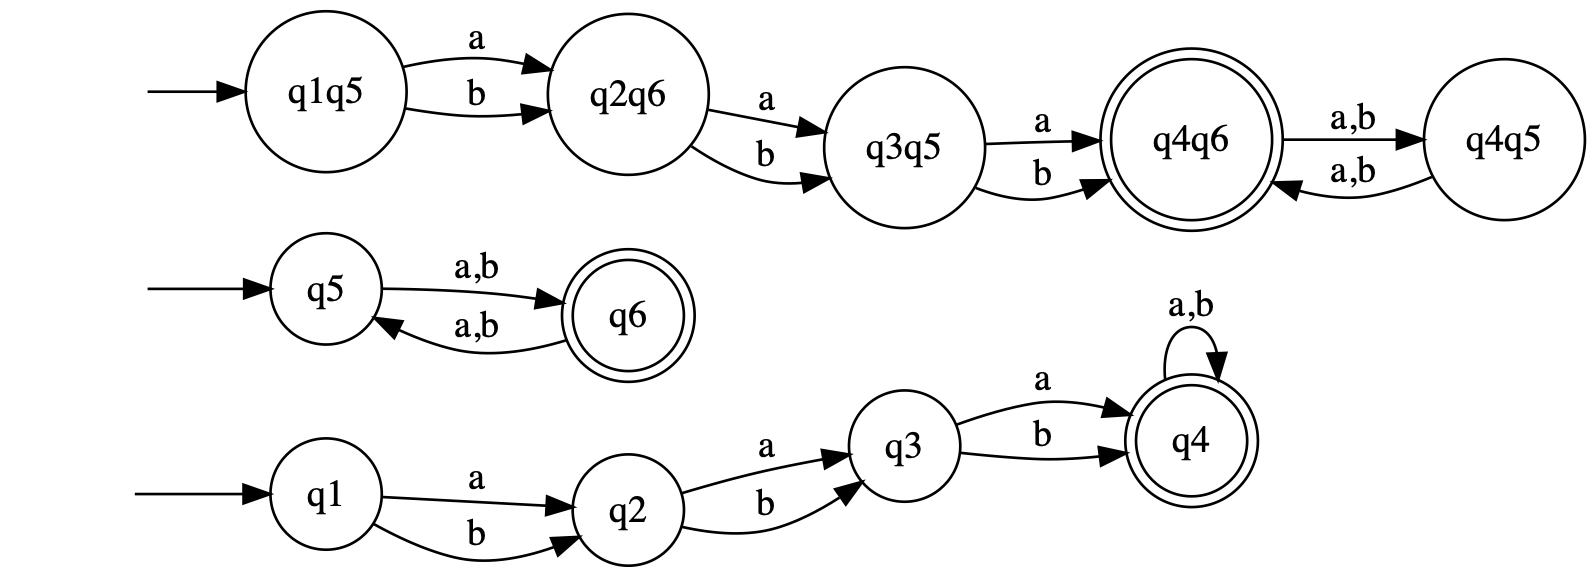 q1q5 a b q2q6 a b q3q5 a b q4q6 a,b a,b q4q5
q5 a,b a,b q6
q1 a b q2 a b q3 a b q4 a,b